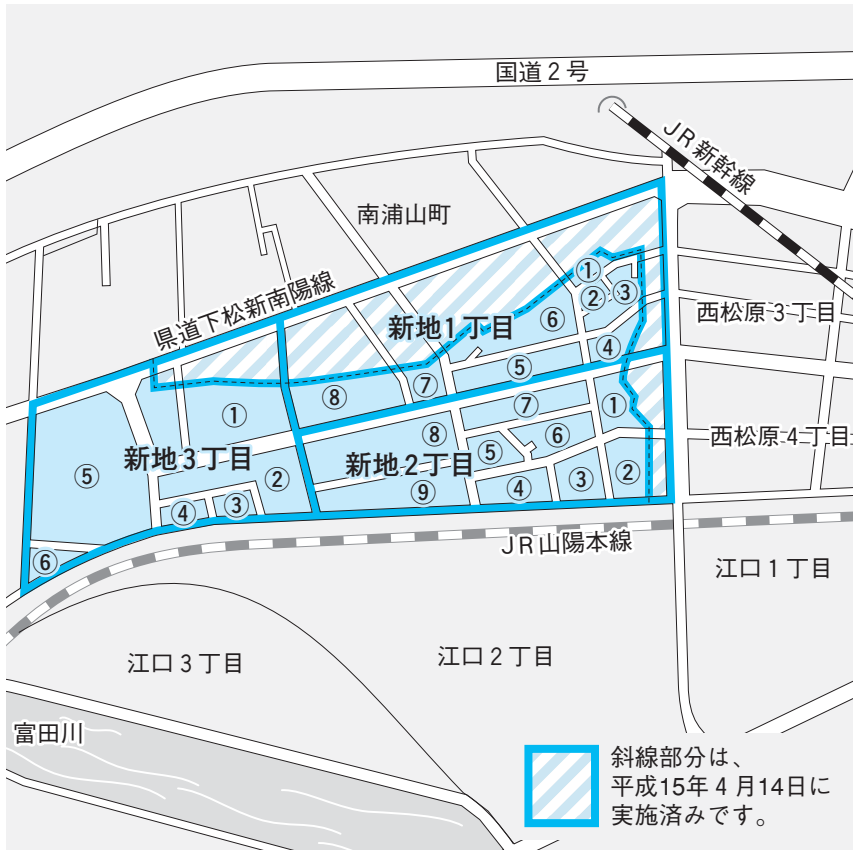 国道2号
JR新幹線
南浦山町
県道下松新南陽線
新地1丁目
①
②
③
④
⑤
⑥
⑦
⑧
西松原3丁目
西松原4丁目
新地2丁目
①
②
③
④
⑤
⑥
⑦
⑧
⑨
新地3丁目
①
②
③
④
⑤
⑥
JR山陽本線
江口1丁目
江口2丁目
江口3丁目
富田川
斜線部分は、
平成15年4月14日に
実施済みです。